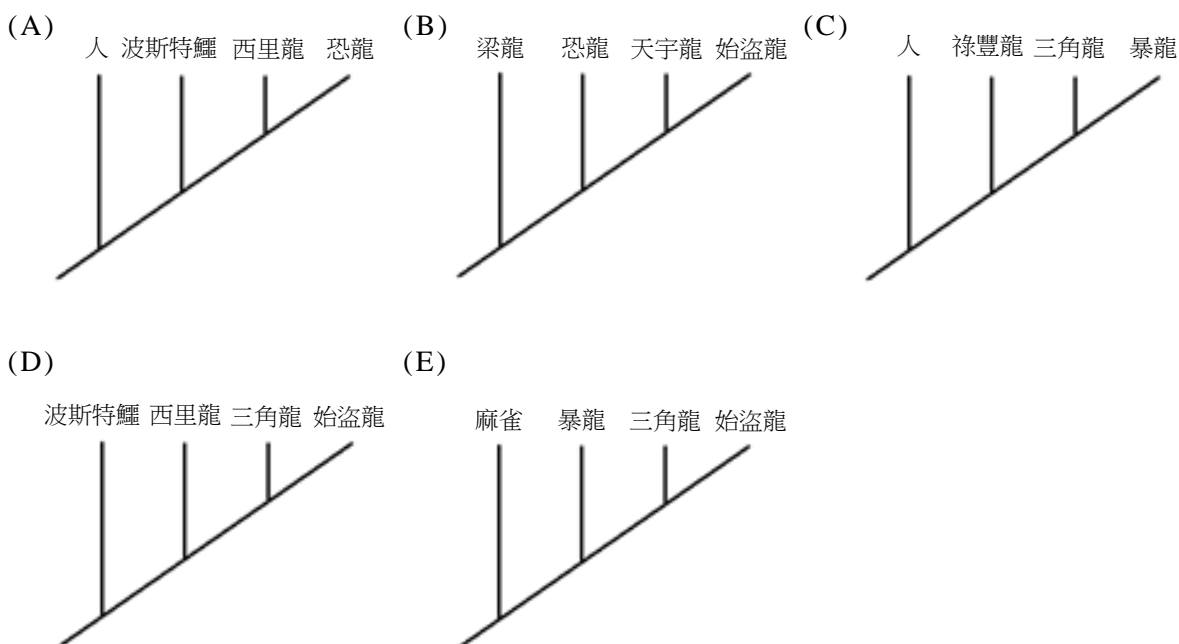 (A)
人 波斯特鱷 西里龍 恐龍
(B)
梁龍 恐龍 天宇龍 始盜龍
(C)
人 祿豐龍 三角龍 暴龍
(D)
波斯特鱷 西里龍 三角龍 始盜龍
(E)
麻雀 暴龍 三角龍 始盜龍